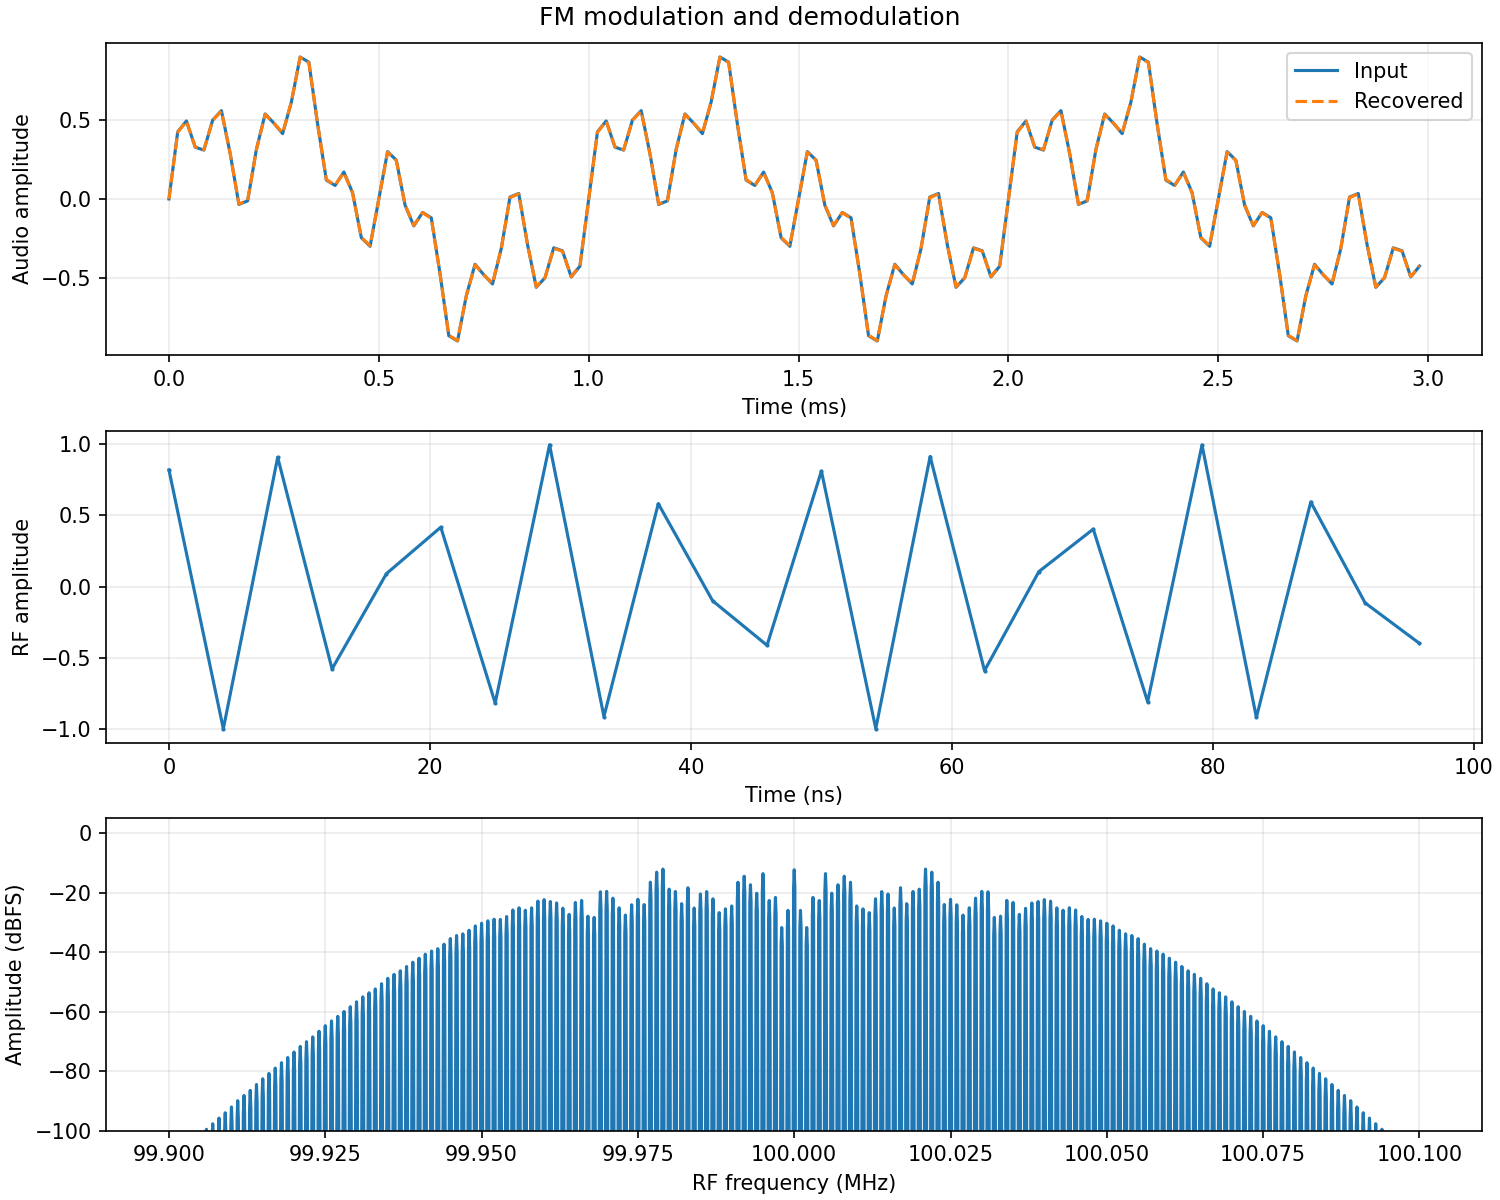 FM modulation and demodulation
Audio amplitude
0.5
0.0
−0.5
Input
Recovered
0.0 0.5 1.0 1.5 2.0 2.5 3.0
Time (ms)
RF amplitude
1.0
0.5
0.0
−0.5
−1.0
0 20 40 60 80 100
Time (ns)
Amplitude (dBFS)
0
−20
−40
−60
−80
−100
99.900 99.925 99.950 99.975 100.000 100.025 100.050 100.075 100.100
RF frequency (MHz)